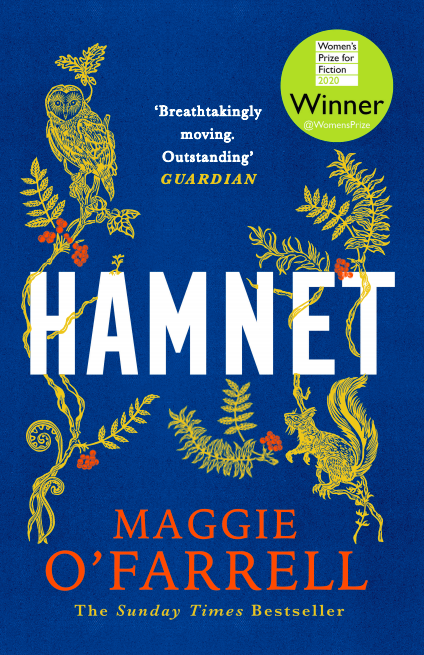 Women's
Prize for
Fiction
2020
Winner
@WomensPrize
‘Breathtakingly
moving.
Outstanding’
GUARDIAN
HAMNET
MAGGIE
O’FARRELL
The Sunday Times Bestseller